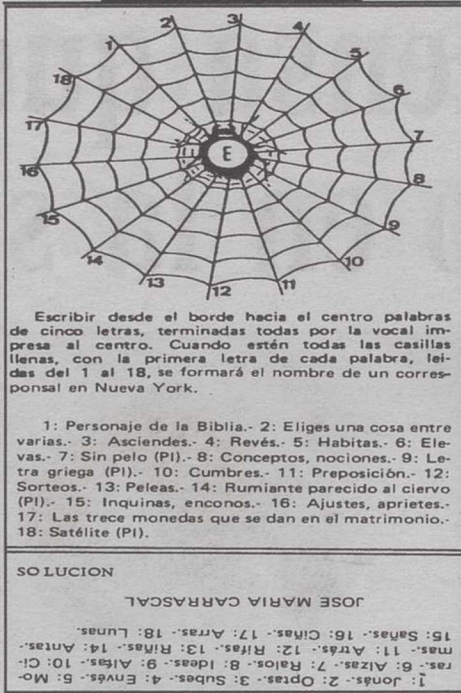 2 3 4
1 5
18 6
17 7
E
16 8
15 9
14 10
13 12 11
Escribir desde el borde hacia el centro palabras
de cinco letras, terminadas todas por la vocal im-
presa al centro. Cuando estén todas las casillas
llenas, con la primera letra de cada palabra, leí-
das del 1 al 18, se formará el nombre de un corres-
ponsal en Nueva York.
1: Personaje de la Biblia.- 2: Eliges una cosa entre
varias.- 3: Asciendes.- 4: Revés.- 5: Habitas.- 6: Ele-
vas.- 7: Sin pelo (Pl).- 8: Conceptos, nociones.- 9: Le-
tra griega (Pl).- 10: Cumbres.- 11: Preposición.- 12:
Sorteos.- 13: Peleas.- 14: Rumiante parecido al ciervo
(Pl).- 15: Inquinas, enconos.- 16: Ajustes, aprietes.-
17: Las trece monedas que se dan en el matrimonio.-
18: Satélite (Pl).
SOLUCION
1: Jonás.- 2: Optas.- 3: Subes.- 4: Envés.- 5: Mo-
ras.- 6: Alzas.- 7: Ralos.- 8: Ideas.- 9: Alfas.- 10: Ci-
mas.- 11: Atrás.- 12: Rifas.- 13: Riñas.- 14: Antas.-
15: Sañas.- 16: Ciñas.- 17: Arras.- 18: Lunas.
JOSE MARIA CARRASCAL